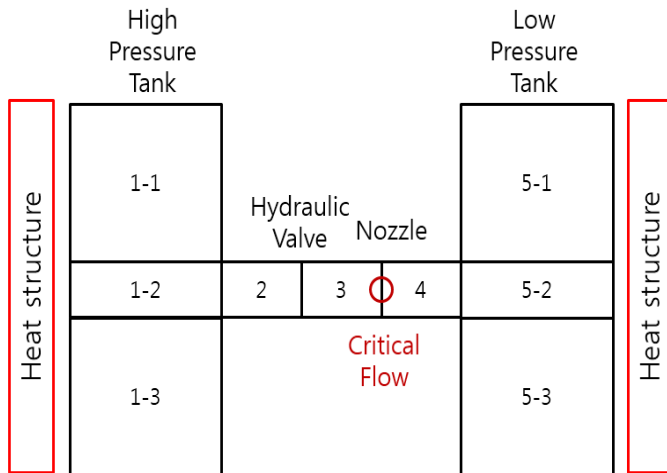 High
Pressure
Tank
Low
Pressure
Tank
Heat structure
1-1
1-2
1-3
Hydraulic
Valve
Nozzle
2
3
4
Critical
Flow
5-1
5-2
5-3
Heat structure